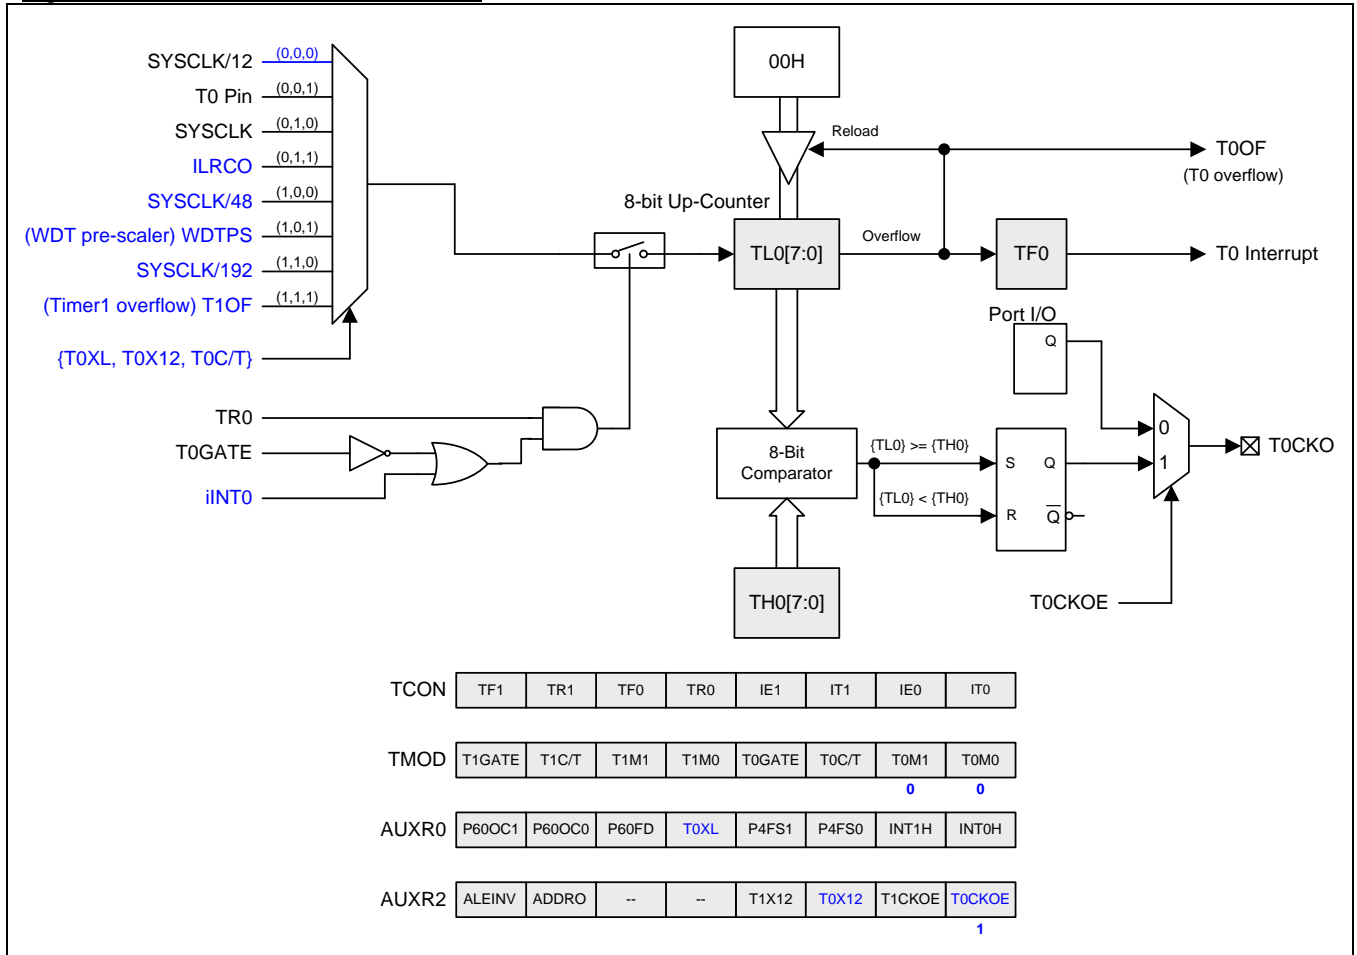 SYSCLK/12 (0,0,0)
T0 Pin (0,0,1)
SYSCLK (0,1,0)
ILRCO (0,1,1)
SYSCLK/48 (1,0,0)
(WDT pre-scaler) WDTPS (1,0,1)
SYSCLK/192 (1,1,0)
(Timer1 overflow) T1OF (1,1,1)
{T0XL, T0X12, T0C/T}
TR0
T0GATE
iINT0
00H
Reload
8-bit Up-Counter
TL0[7:0]
Overflow
T0OF
(T0 overflow)
TF0
T0 Interrupt
Port I/O
Q
8-Bit
Comparator
{TL0} >= {TH0}
{TL0} < {TH0}
S Q
R Q
0
1
T0CKO
TH0[7:0]
T0CKOE
TCON TF1 TR1 TF0 TR0 IE1 IT1 IE0 IT0
TMOD T1GATE T1C/T T1M1 T1M0 T0GATE T0C/T T0M1 T0M0
0 0
AUXR0 P60OC1 P60OC0 P60FD T0XL P4FS1 P4FS0 INT1H INT0H
AUXR2 ALEINV ADDRO -- -- T1X12 T0X12 T1CKOE T0CKOE
1